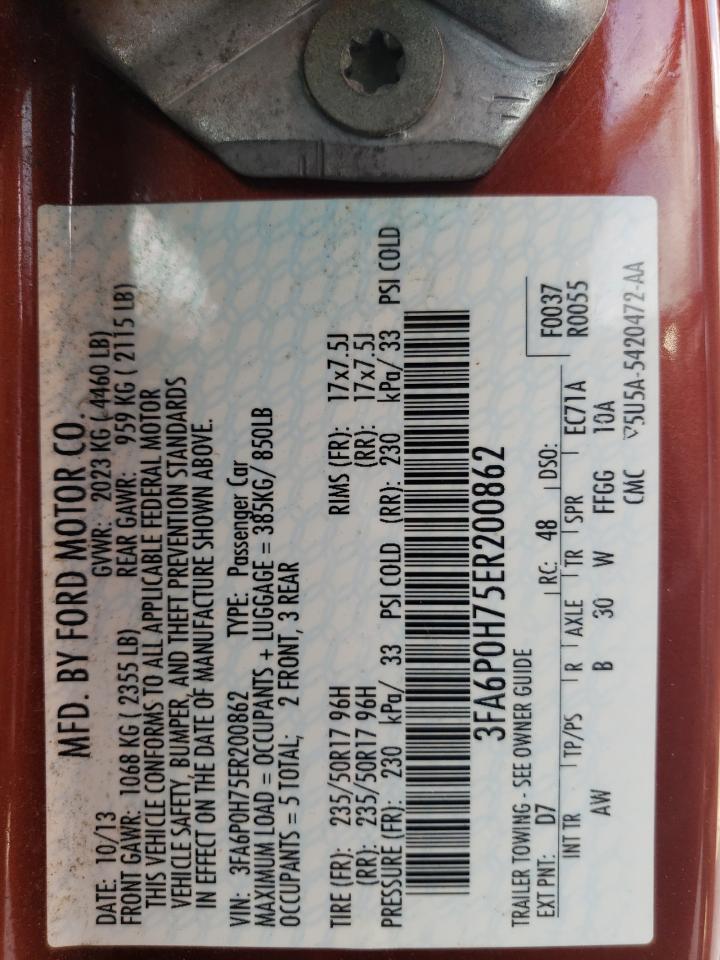 MFD. BY FORD MOTOR CO.
DATE: 10/13 GVWR: 2023 KG ( 4460 LB)
FRONT GAWR: 1068 KG ( 2355 LB) REAR GAWR: 959 KG ( 2115 LB)
THIS VEHICLE CONFORMS TO ALL APPLICABLE FEDERAL MOTOR
VEHICLE SAFETY, BUMPER, AND THEFT PREVENTION STANDARDS
IN EFFECT ON THE DATE OF MANUFACTURE SHOWN ABOVE.
VIN: 3FA6P0H75ER200862 TYPE: Passenger Car
MAXIMUM LOAD = OCCUPANTS + LUGGAGE = 385KG/ 850LB
OCCUPANTS = 5 TOTAL; 2 FRONT, 3 REAR
TIRE (FR): 235/50R17 96H RIMS (FR): 17x7.5J
(RR): 235/50R17 96H (RR): 17x7.5J
PRESSURE (FR): 230 kPa/ 33 PSI COLD (RR): 230 kPa/ 33 PSI COLD
3FA6P0H75ER200862
TRAILER TOWING - SEE OWNER GUIDE F0037
EXT PNT: D7 RC: 48 DSO: R0055
INT TR TP/PS R AXLE TR SPR EC71A
AW B 30 W FFGG 10A
CMC 5U5A-5420472-AA